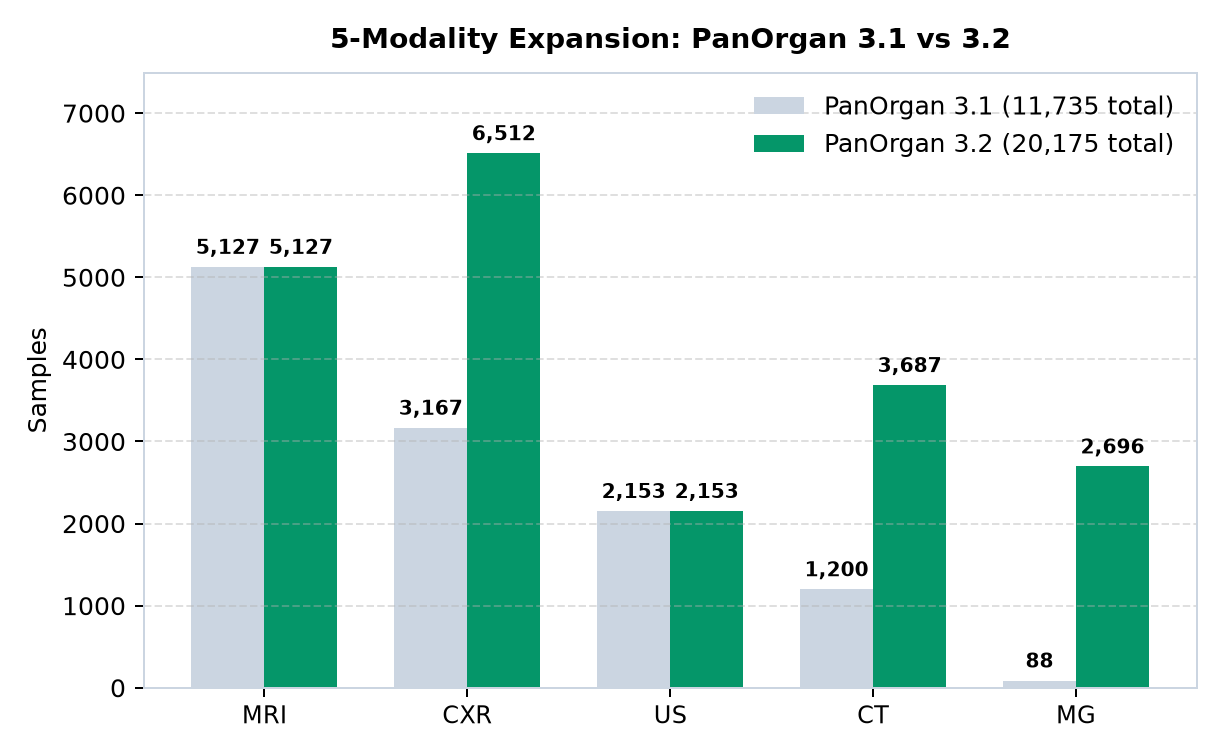 5-Modality Expansion: PanOrgan 3.1 vs 3.2
PanOrgan 3.1 (11,735 total)
PanOrgan 3.2 (20,175 total)
Samples
7000
6000
5000
4000
3000
2000
1000
0
5,127 5,127
3,167 6,512
2,153 2,153
1,200 3,687
88 2,696
MRI CXR US CT MG